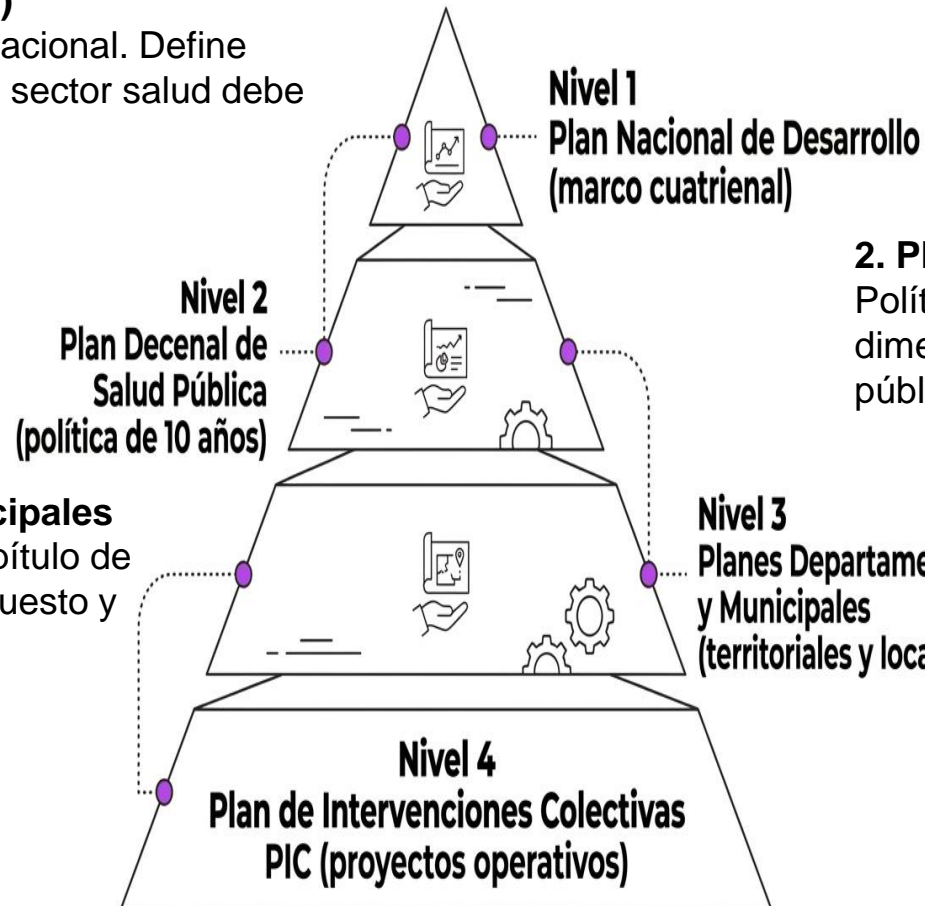 )
acional. Define
sector salud debe
Nivel 1
Plan Nacional de Desarrollo
(marco cuatrienal)
2. Pl
Polít
dime
públ
Nivel 2
Plan Decenal de
Salud Pública
(política de 10 años)
cipales
pítulo de
uesto y
Nivel 3
Planes Departame
y Municipales
(territoriales y loca
Nivel 4
Plan de Intervenciones Colectivas
PIC (proyectos operativos)